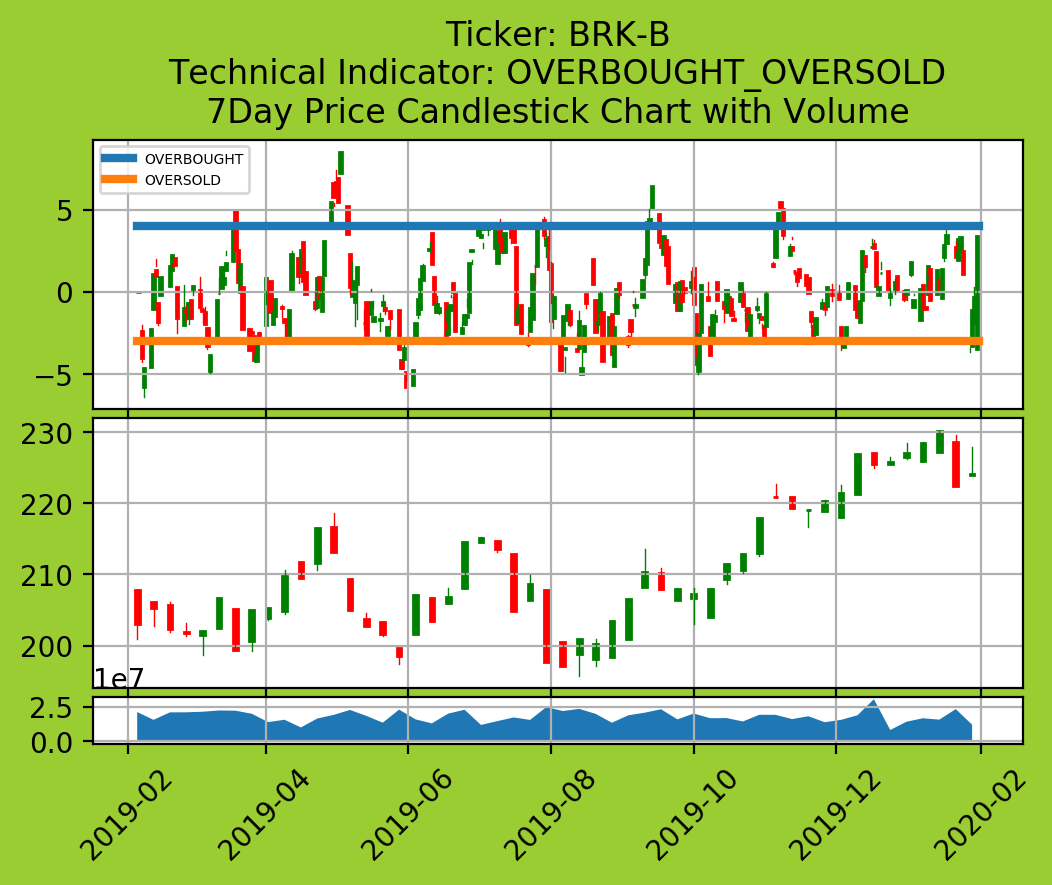 Ticker: BRK-B
Technical Indicator: OVERBOUGHT_OVERSOLD
7Day Price Candlestick Chart with Volume
OVERBOUGHT
OVERSOLD
5
0
−5
230
220
210
200
1e7
2.5
0.0
2019-02
2019-04
2019-06
2019-08
2019-10
2019-12
2020-02